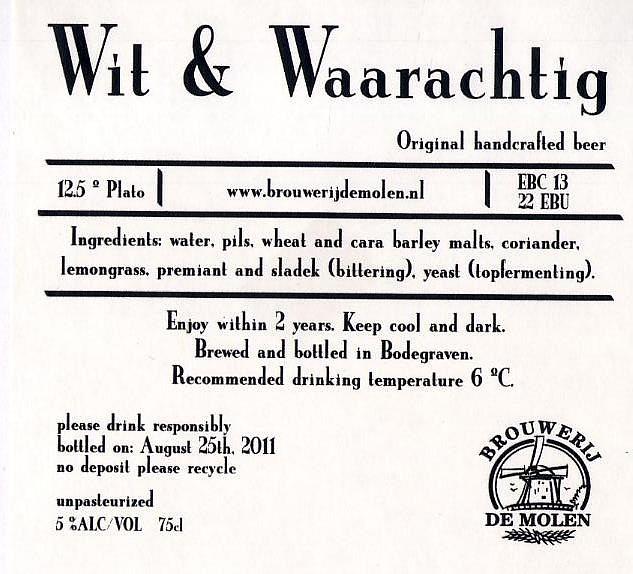 Wit & Waarachtig
Original handcrafted beer
12.5 º Plato
www.brouwerijdemolen.nl
EBC 13
22 EBU
Ingredients: water, pils, wheat and cara barley malts, coriander,
lemongrass, premiant and sladek (bittering), yeast (topfermenting).
Enjoy within 2 years. Keep cool and dark.
Brewed and bottled in Bodegraven.
Recommended drinking temperature 6 ºC.
please drink responsibly
bottled on: August 25th, 2011
no deposit please recycle
unpasteurized
5 %ALC/VOL 75cl
BROUWERIJ
DE MOLEN